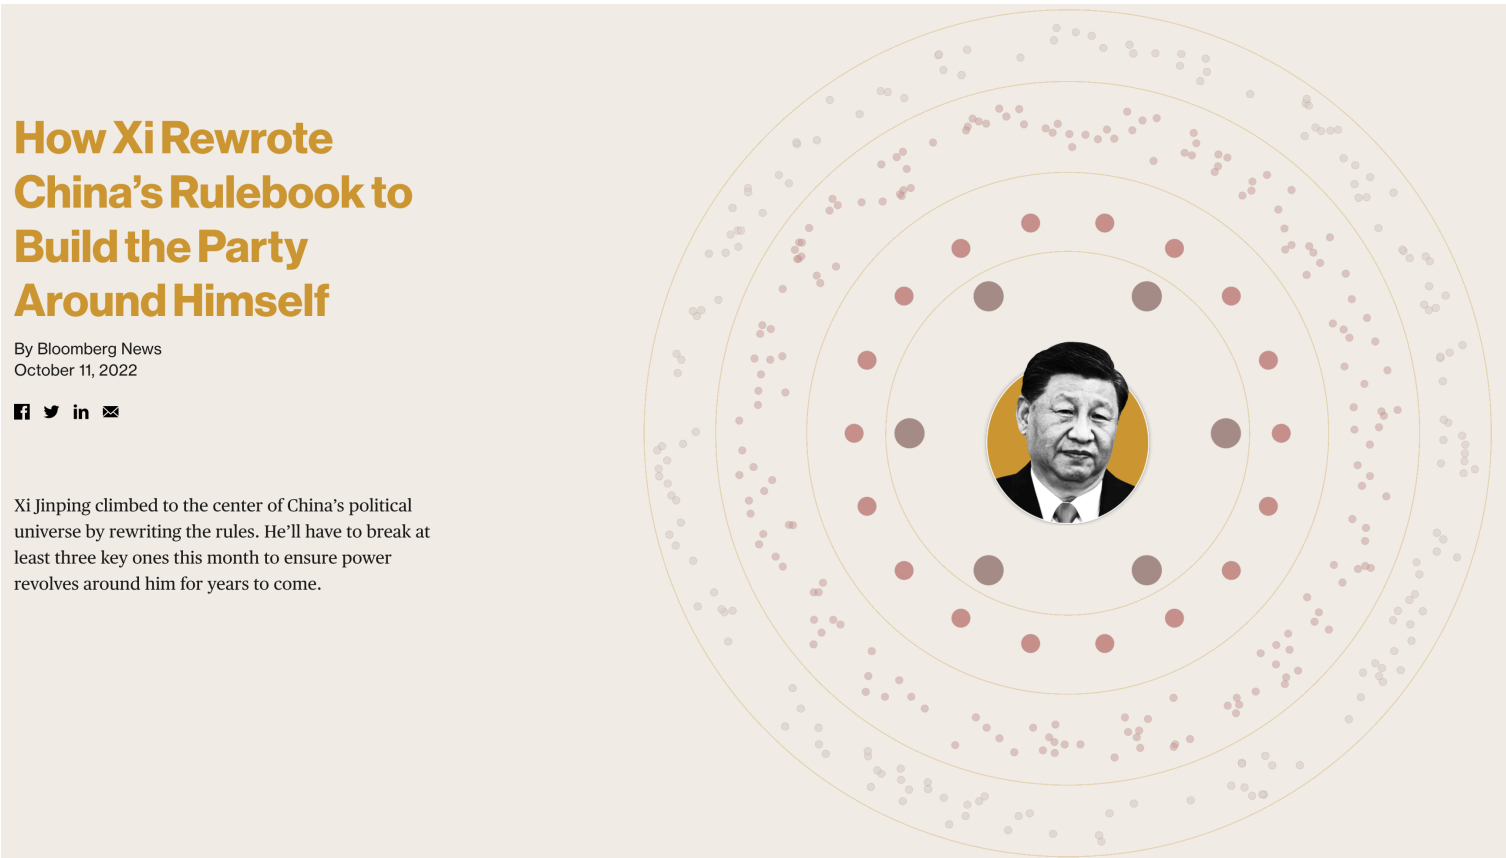 How Xi Rewrote
China’s Rulebook to
Build the Party
Around Himself
By Bloomberg News
October 11, 2022
Xi Jinping climbed to the center of China’s political
universe by rewriting the rules. He’ll have to break at
least three key ones this month to ensure power
revolves around him for years to come.